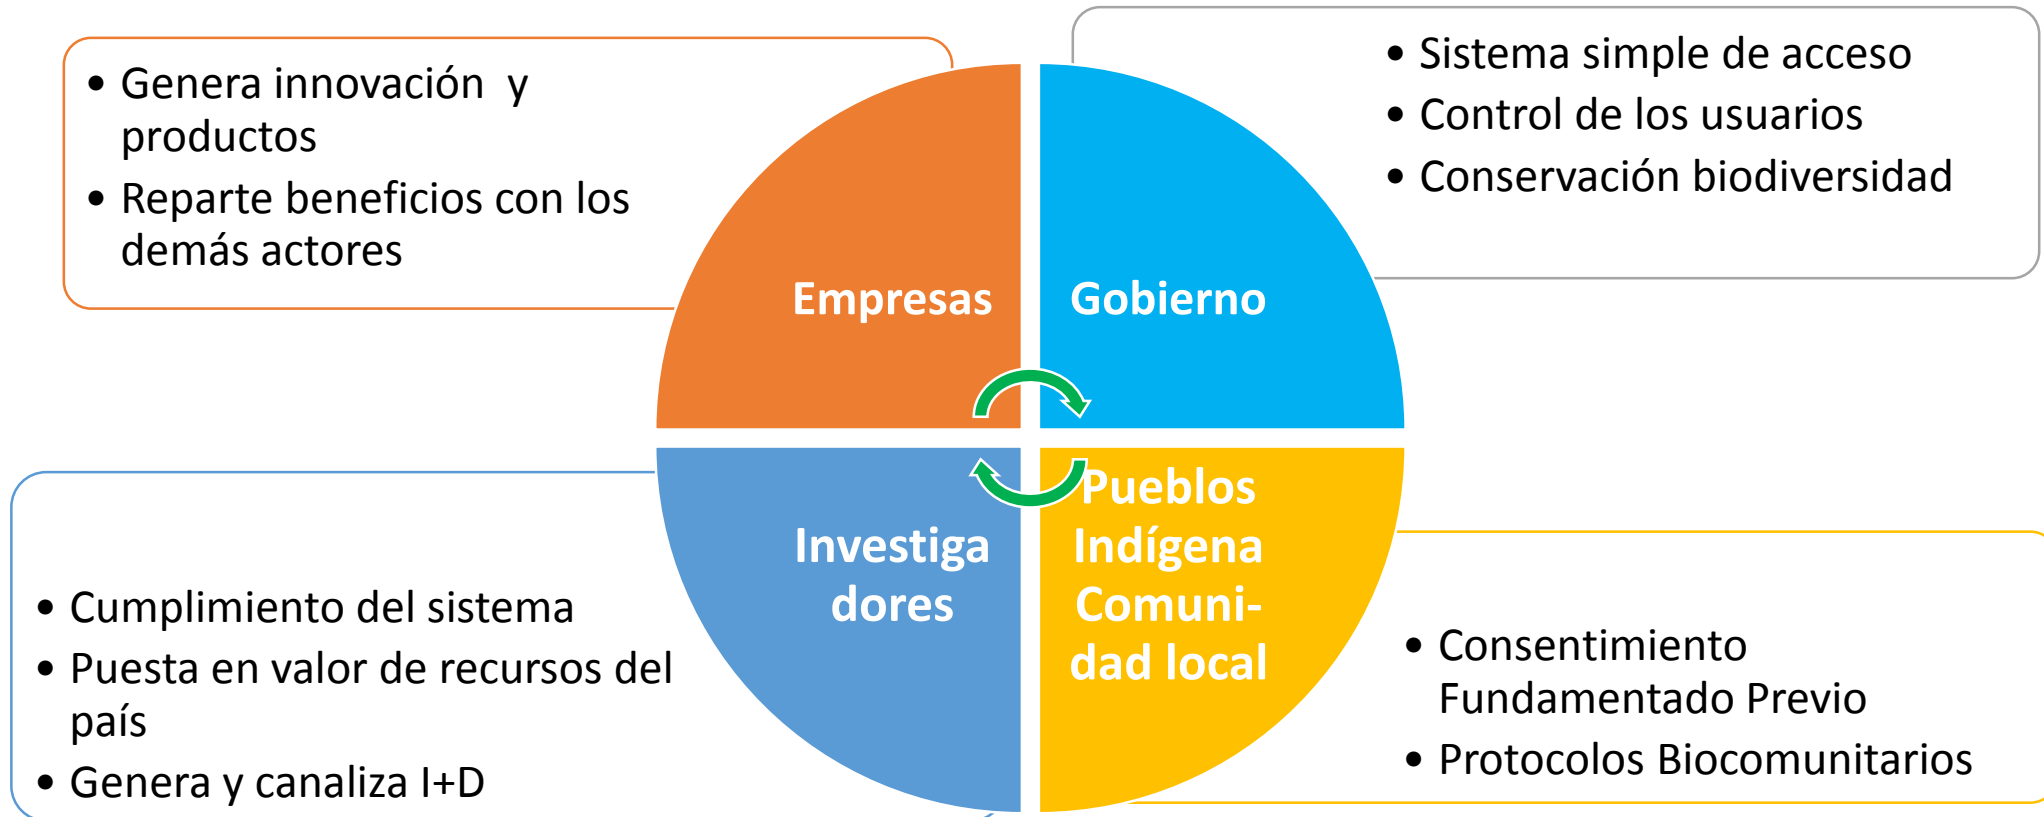 • Genera innovación y
productos
• Reparte beneficios con los
demás actores
• Sistema simple de acceso
• Control de los usuarios
• Conservación biodiversidad
Empresas
Gobierno
Investiga
dores
Pueblos
Indígena
Comuni-
dad local
• Cumplimiento del sistema
• Puesta en valor de recursos del
país
• Genera y canaliza I+D
• Consentimiento
Fundamentado Previo
• Protocolos Biocomunitarios